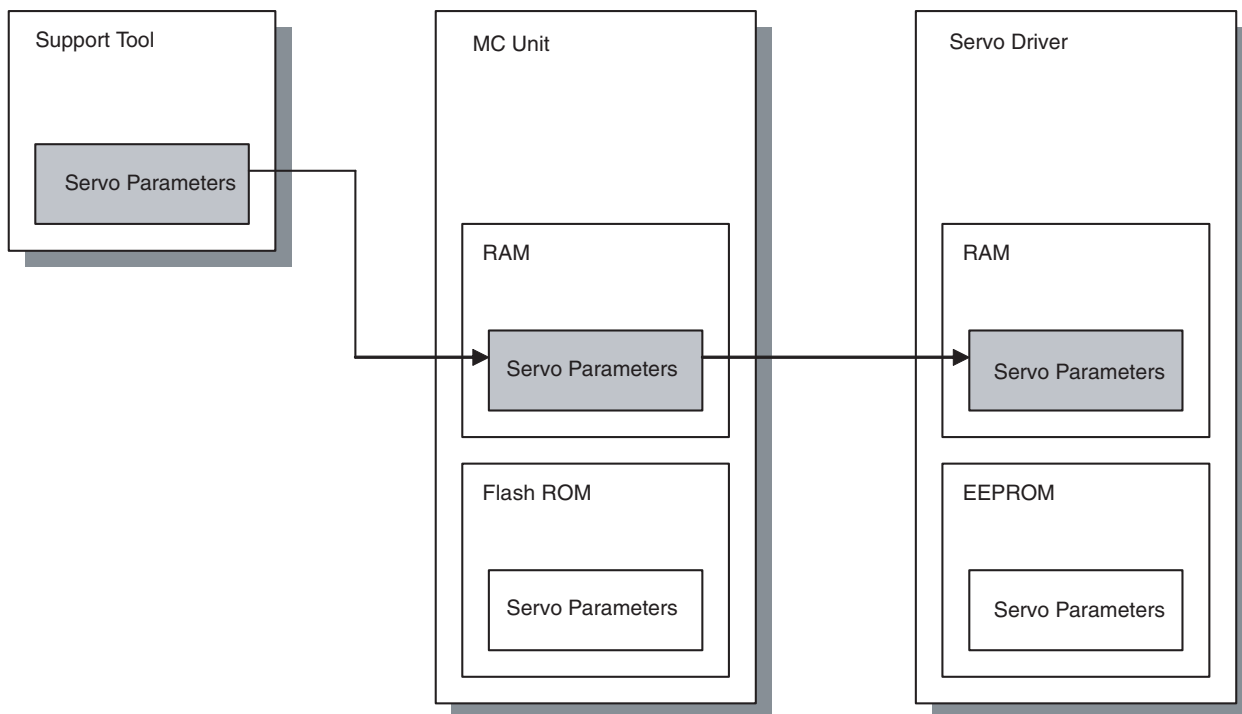 Support Tool
Servo Parameters
MC Unit
RAM
Servo Parameters
Flash ROM
Servo Parameters
Servo Driver
RAM
Servo Parameters
EEPROM
Servo Parameters